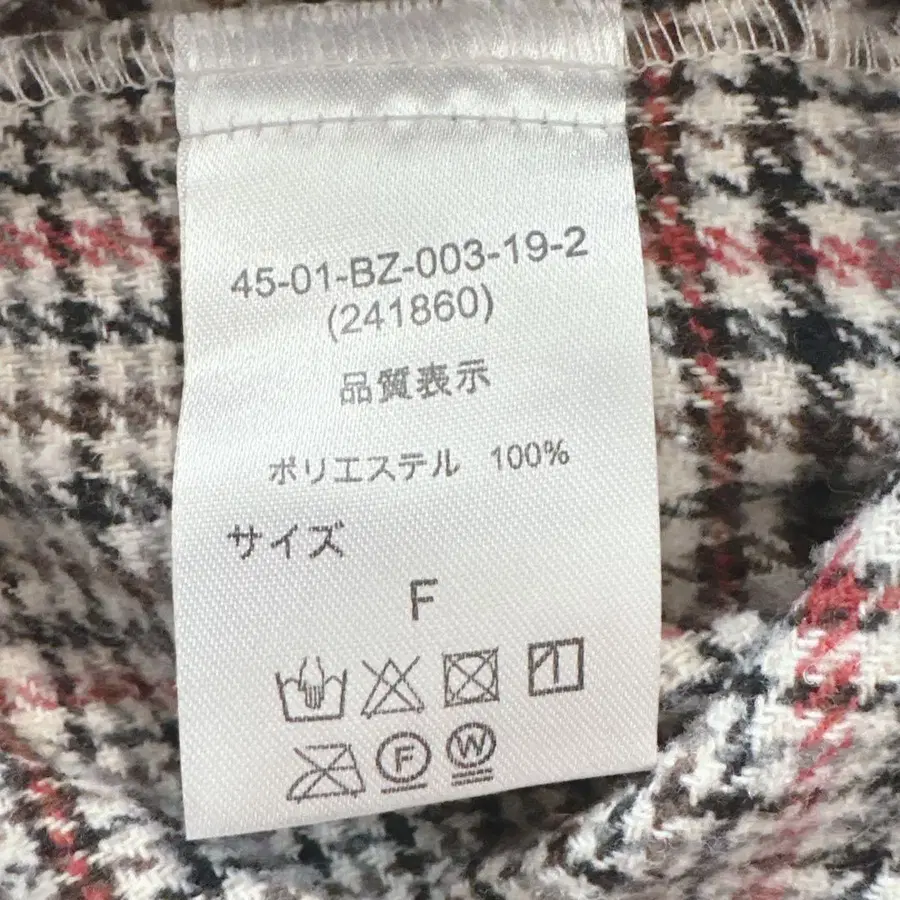 45-01-BZ-003-19-2
(241860)
品質表示
ポリエステル 100%
サイズ
F
F W